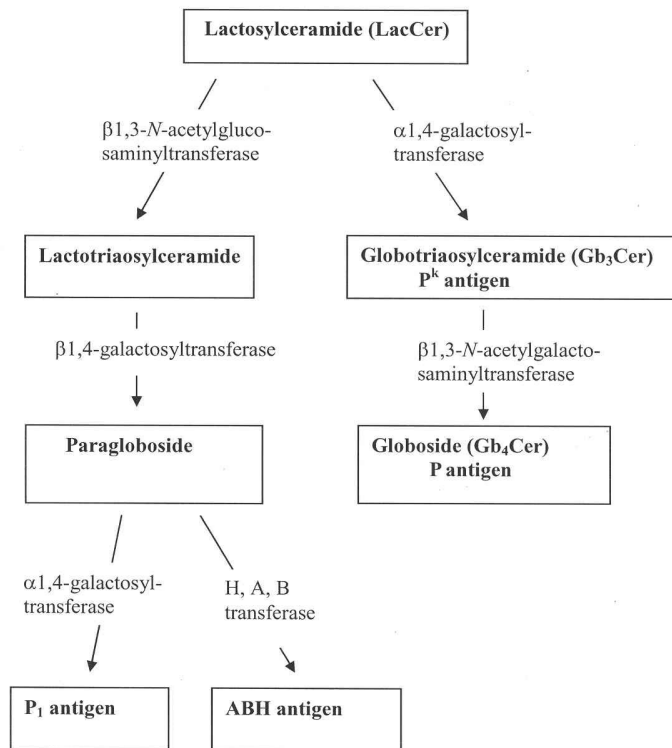 Lactosylceramide (LacCer)
β1,3-N-acetylgluco-
saminyltransferase
α1,4-galactosyl-
transferase
Lactotriaosylceramide
Globotriaosylceramide (Gb₃Cer)
Pᵏ antigen
β1,4-galactosyltransferase
β1,3-N-acetylgalacto-
saminyltransferase
Paragloboside
Globoside (Gb₄Cer)
P antigen
α1,4-galactosyl-
transferase
H, A, B
transferase
P₁ antigen
ABH antigen